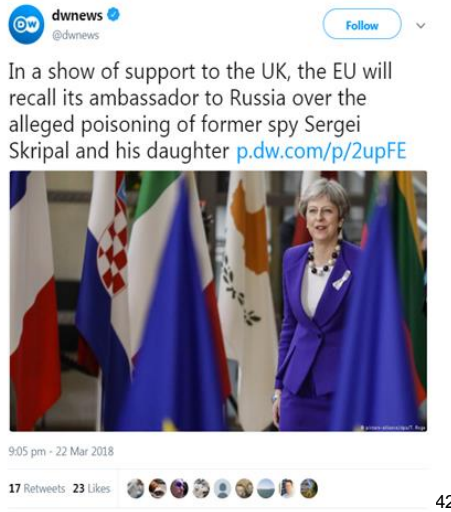 DW
dwnews
@dwnews
Follow
In a show of support to the UK, the EU will
recall its ambassador to Russia over the
alleged poisoning of former spy Sergei
Skripal and his daughter p.dw.com/p/2upFE
9:05 pm - 22 Mar 2018
17 Retweets 23 Likes
42